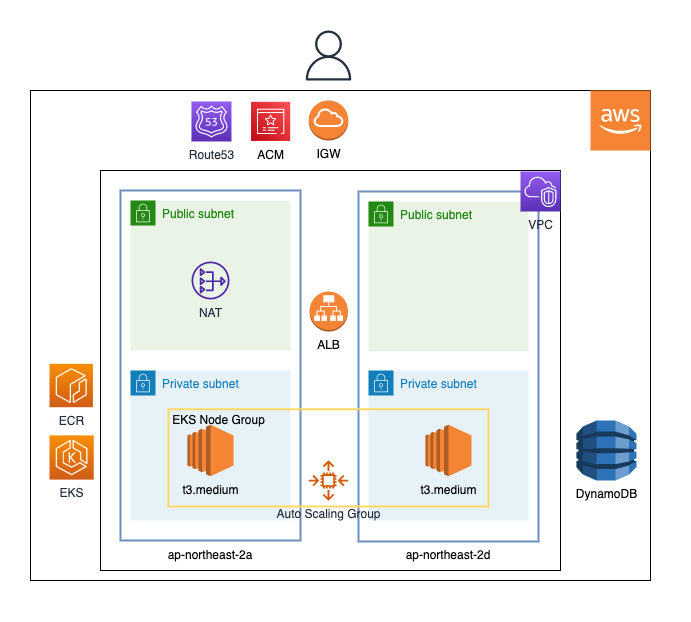 aws
53
Route53
ACM
IGW
VPC
Public subnet
Public subnet
NAT
ALB
Private subnet
Private subnet
ECR
K
EKS
EKS Node Group
t3.medium
t3.medium
Auto Scaling Group
DynamoDB
ap-northeast-2a
ap-northeast-2d